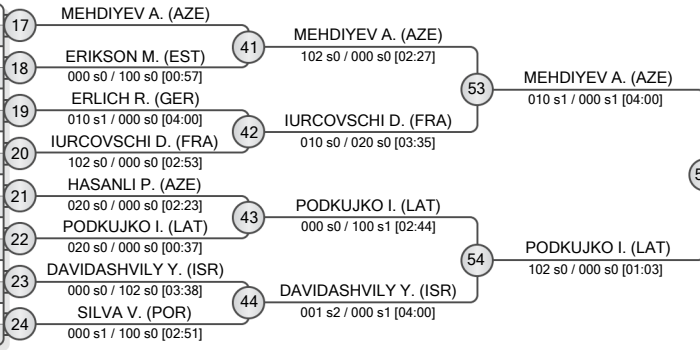 17
MEHDIYEV A. (AZE)
18
ERIKSON M. (EST)
000 s0 / 100 s0 [00:57]
41
MEHDIYEV A. (AZE)
102 s0 / 000 s0 [02:27]
19
ERLICH R. (GER)
010 s1 / 000 s0 [04:00]
20
IURCOVSCHI D. (FRA)
102 s0 / 000 s0 [02:53]
42
IURCOVSCHI D. (FRA)
010 s0 / 020 s0 [03:35]
53
MEHDIYEV A. (AZE)
010 s1 / 000 s1 [04:00]
21
HASANLI P. (AZE)
020 s0 / 000 s0 [02:23]
22
PODKUJKO I. (LAT)
020 s0 / 000 s0 [00:37]
43
PODKUJKO I. (LAT)
000 s0 / 100 s1 [02:44]
23
DAVIDASHVILY Y. (ISR)
000 s0 / 102 s0 [03:38]
24
SILVA V. (POR)
000 s1 / 100 s0 [02:51]
44
DAVIDASHVILY Y. (ISR)
001 s2 / 000 s1 [04:00]
54
PODKUJKO I. (LAT)
102 s0 / 000 s0 [01:03]